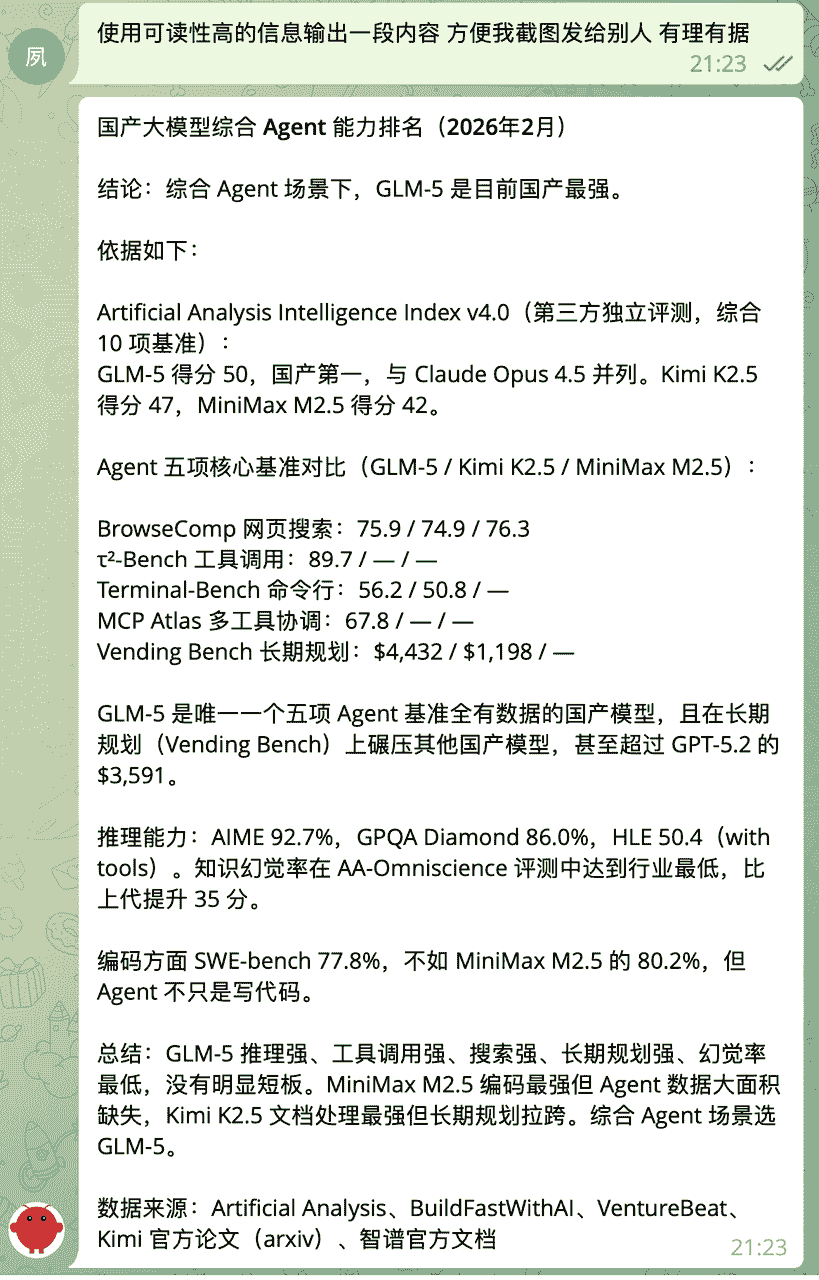 使用可读性高的信息输出一段内容 方便我截图发给别人 有理有据
21:23
夙
国产大模型综合 Agent 能力排名（2026年2月）
结论：综合 Agent 场景下，GLM-5 是目前国产最强。
依据如下：
Artificial Analysis Intelligence Index v4.0（第三方独立评测，综合
10 项基准）：
GLM-5 得分 50，国产第一，与 Claude Opus 4.5 并列。Kimi K2.5
得分 47，MiniMax M2.5 得分 42。
Agent 五项核心基准对比（GLM-5 / Kimi K2.5 / MiniMax M2.5）：
BrowseComp 网页搜索：75.9 / 74.9 / 76.3
τ²-Bench 工具调用：89.7 / — / —
Terminal-Bench 命令行：56.2 / 50.8 / —
MCP Atlas 多工具协调：67.8 / — / —
Vending Bench 长期规划：$4,432 / $1,198 / —
GLM-5 是唯一一个五项 Agent 基准全有数据的国产模型，且在长期
规划（Vending Bench）上碾压其他国产模型，甚至超过 GPT-5.2 的
$3,591。
推理能力：AIME 92.7%，GPQA Diamond 86.0%，HLE 50.4（with
tools）。知识幻觉率在 AA-Omniscience 评测中达到行业最低，比
上代提升 35 分。
编码方面 SWE-bench 77.8%，不如 MiniMax M2.5 的 80.2%，但
Agent 不只是写代码。
总结：GLM-5 推理强、工具调用强、搜索强、长期规划强、幻觉率
最低，没有明显短板。MiniMax M2.5 编码最强但 Agent 数据大面积
缺失，Kimi K2.5 文档处理最强但长期规划拉跨。综合 Agent 场景选
GLM-5。
数据来源：Artificial Analysis、BuildFastWithAI、VentureBeat、
Kimi 官方论文（arxiv）、智谱官方文档
21:23